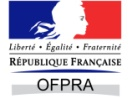 Liberté • Égalité • Fraternité
RÉPUBLIQUE FRANÇAISE
OFPRA